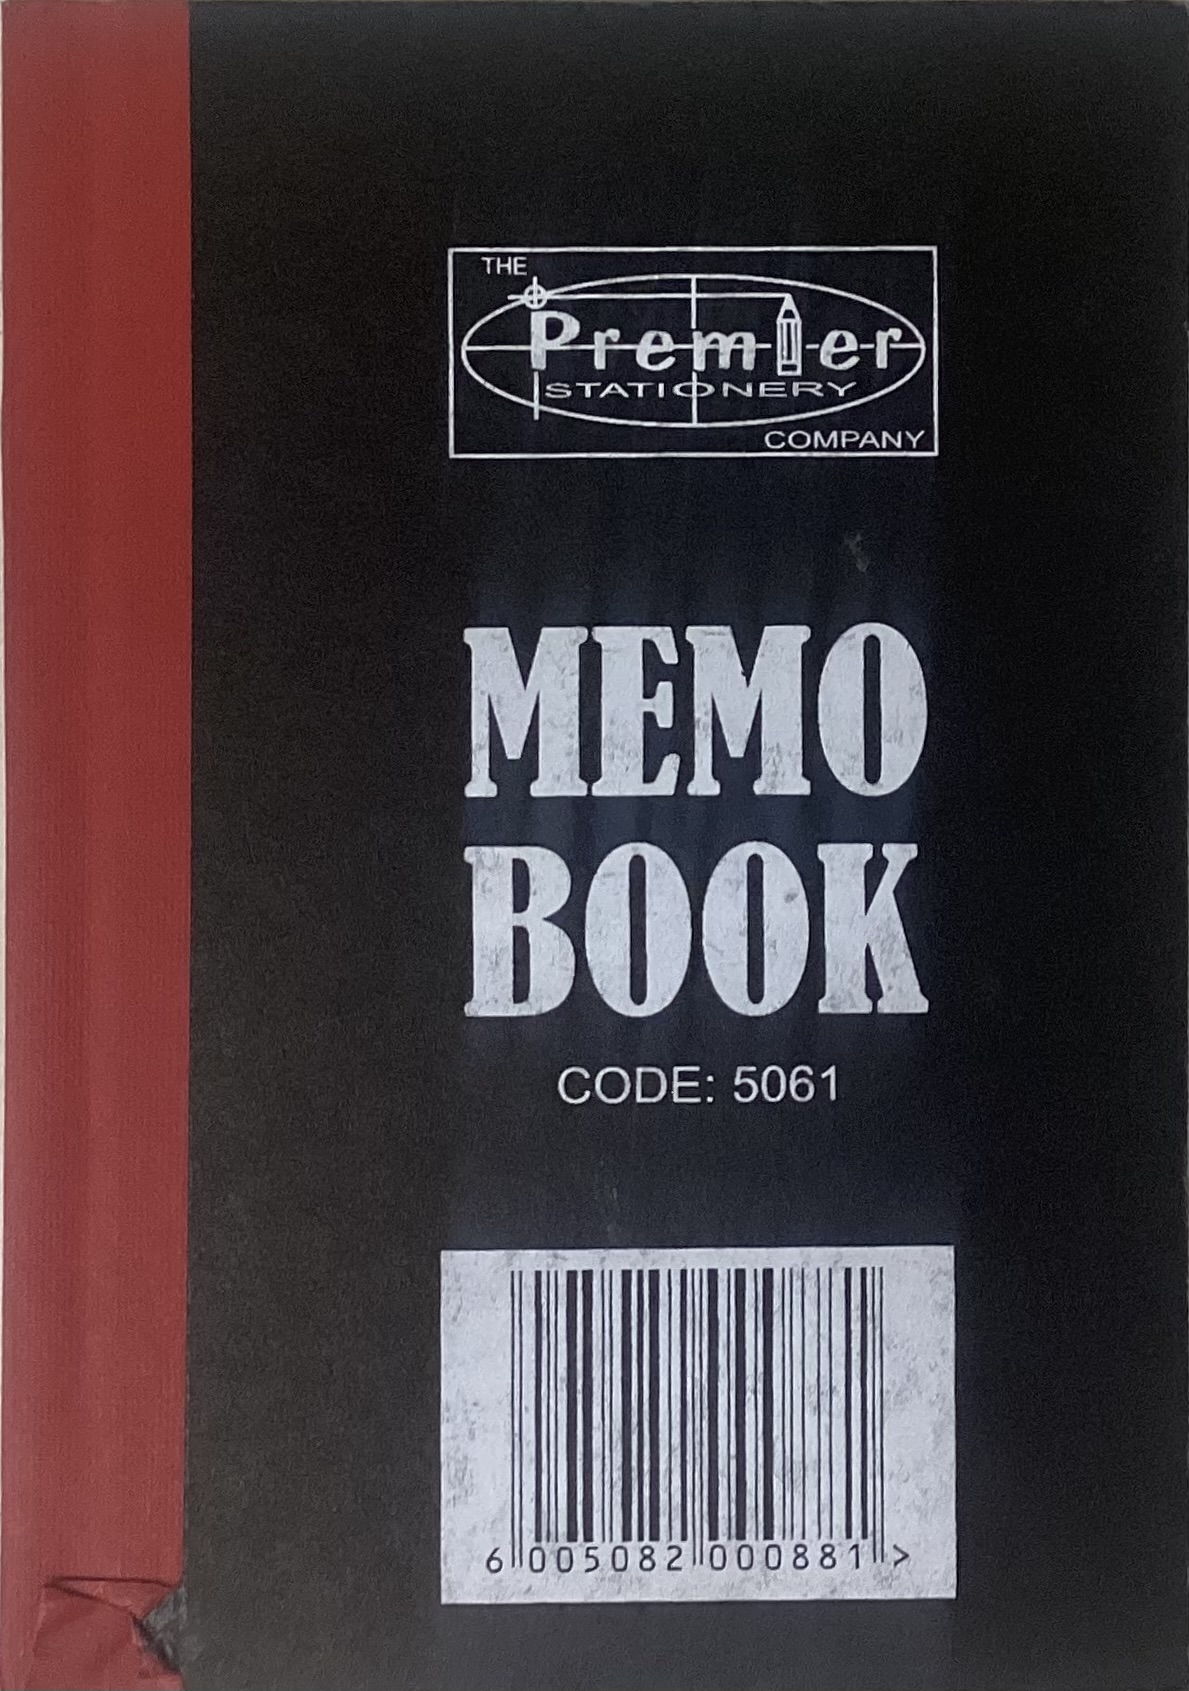 THE
Premier
STATIONERY
COMPANY
MEMO
BOOK
CODE: 5061
6 005082 000881 >